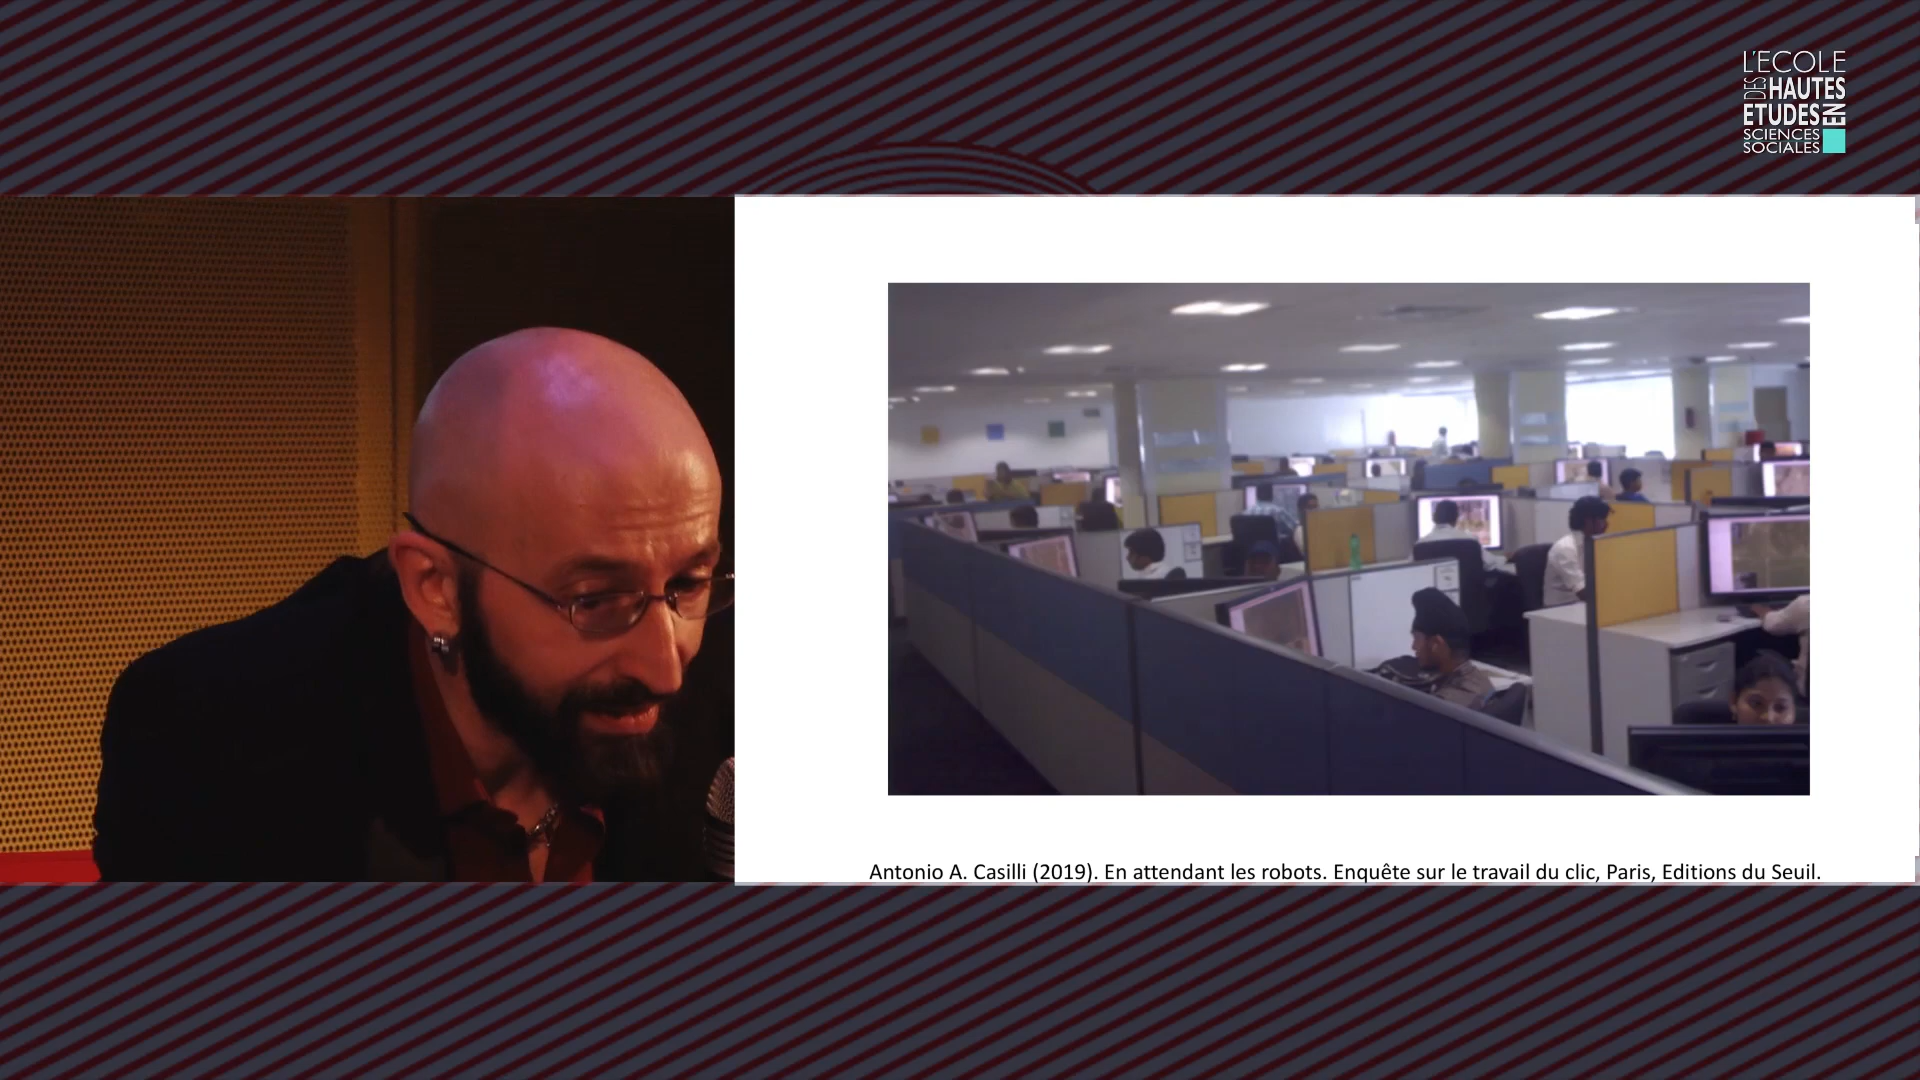 L'ECOLE
DES HAUTES
ETUDES EN
SCIENCES
SOCIALES
Antonio A. Casilli (2019). En attendant les robots. Enquête sur le travail du clic, Paris, Editions du Seuil.